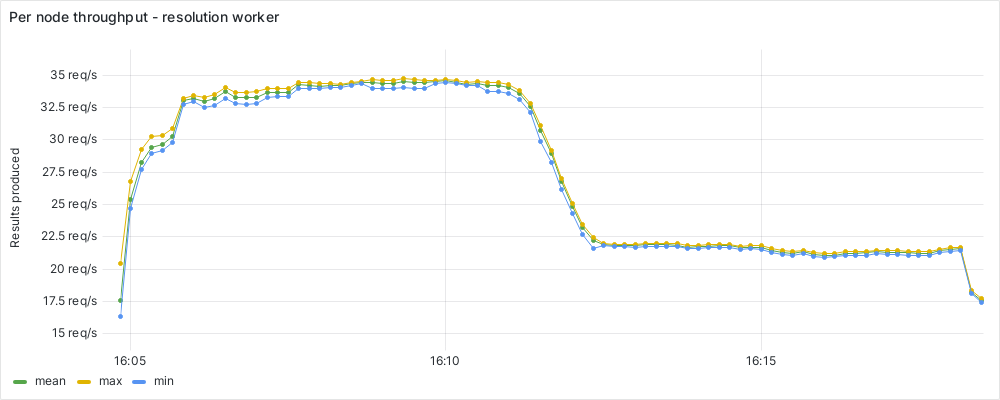 Per node throughput - resolution worker
Results produced
35 req/s
32.5 req/s
30 req/s
27.5 req/s
25 req/s
22.5 req/s
20 req/s
17.5 req/s
15 req/s
16:05 16:10 16:15
mean max min